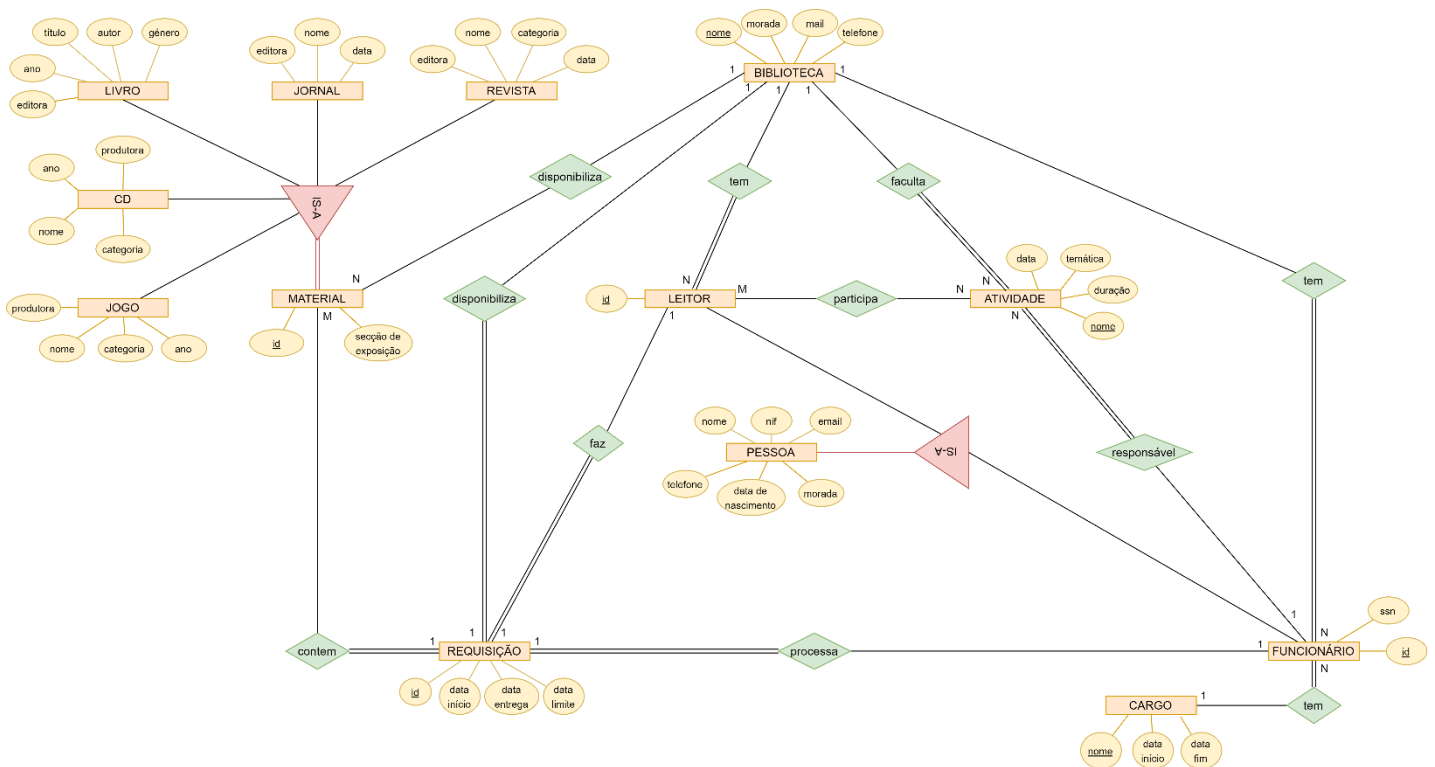 título
autor
género
ano
editora
LIVRO
editora
nome
data
JORNAL
editora
nome
categoria
data
REVISTA
nome
morada
mail
telefone
BIBLIOTECA
1
1
1
1
1
ano
produtora
CD
nome
categoria
IS-A
disponibiliza
tem
faculta
produtora
JOGO
nome
categoria
ano
N
MATERIAL
M
id
secção de
exposição
disponibiliza
id
N
LEITOR
M
1
participa
N
N
ATIVIDADE
N
data
temática
duração
nome
tem
faz
nome
nif
email
PESSOA
telefone
data de
nascimento
morada
IS-A
responsável
contem
1
1
1
1
REQUISIÇÃO
id
data
início
data
entrega
data
limite
processa
1
1
N
FUNCIONÁRIO
N
ssn
id
CARGO
1
tem
nome
data
início
data
fim